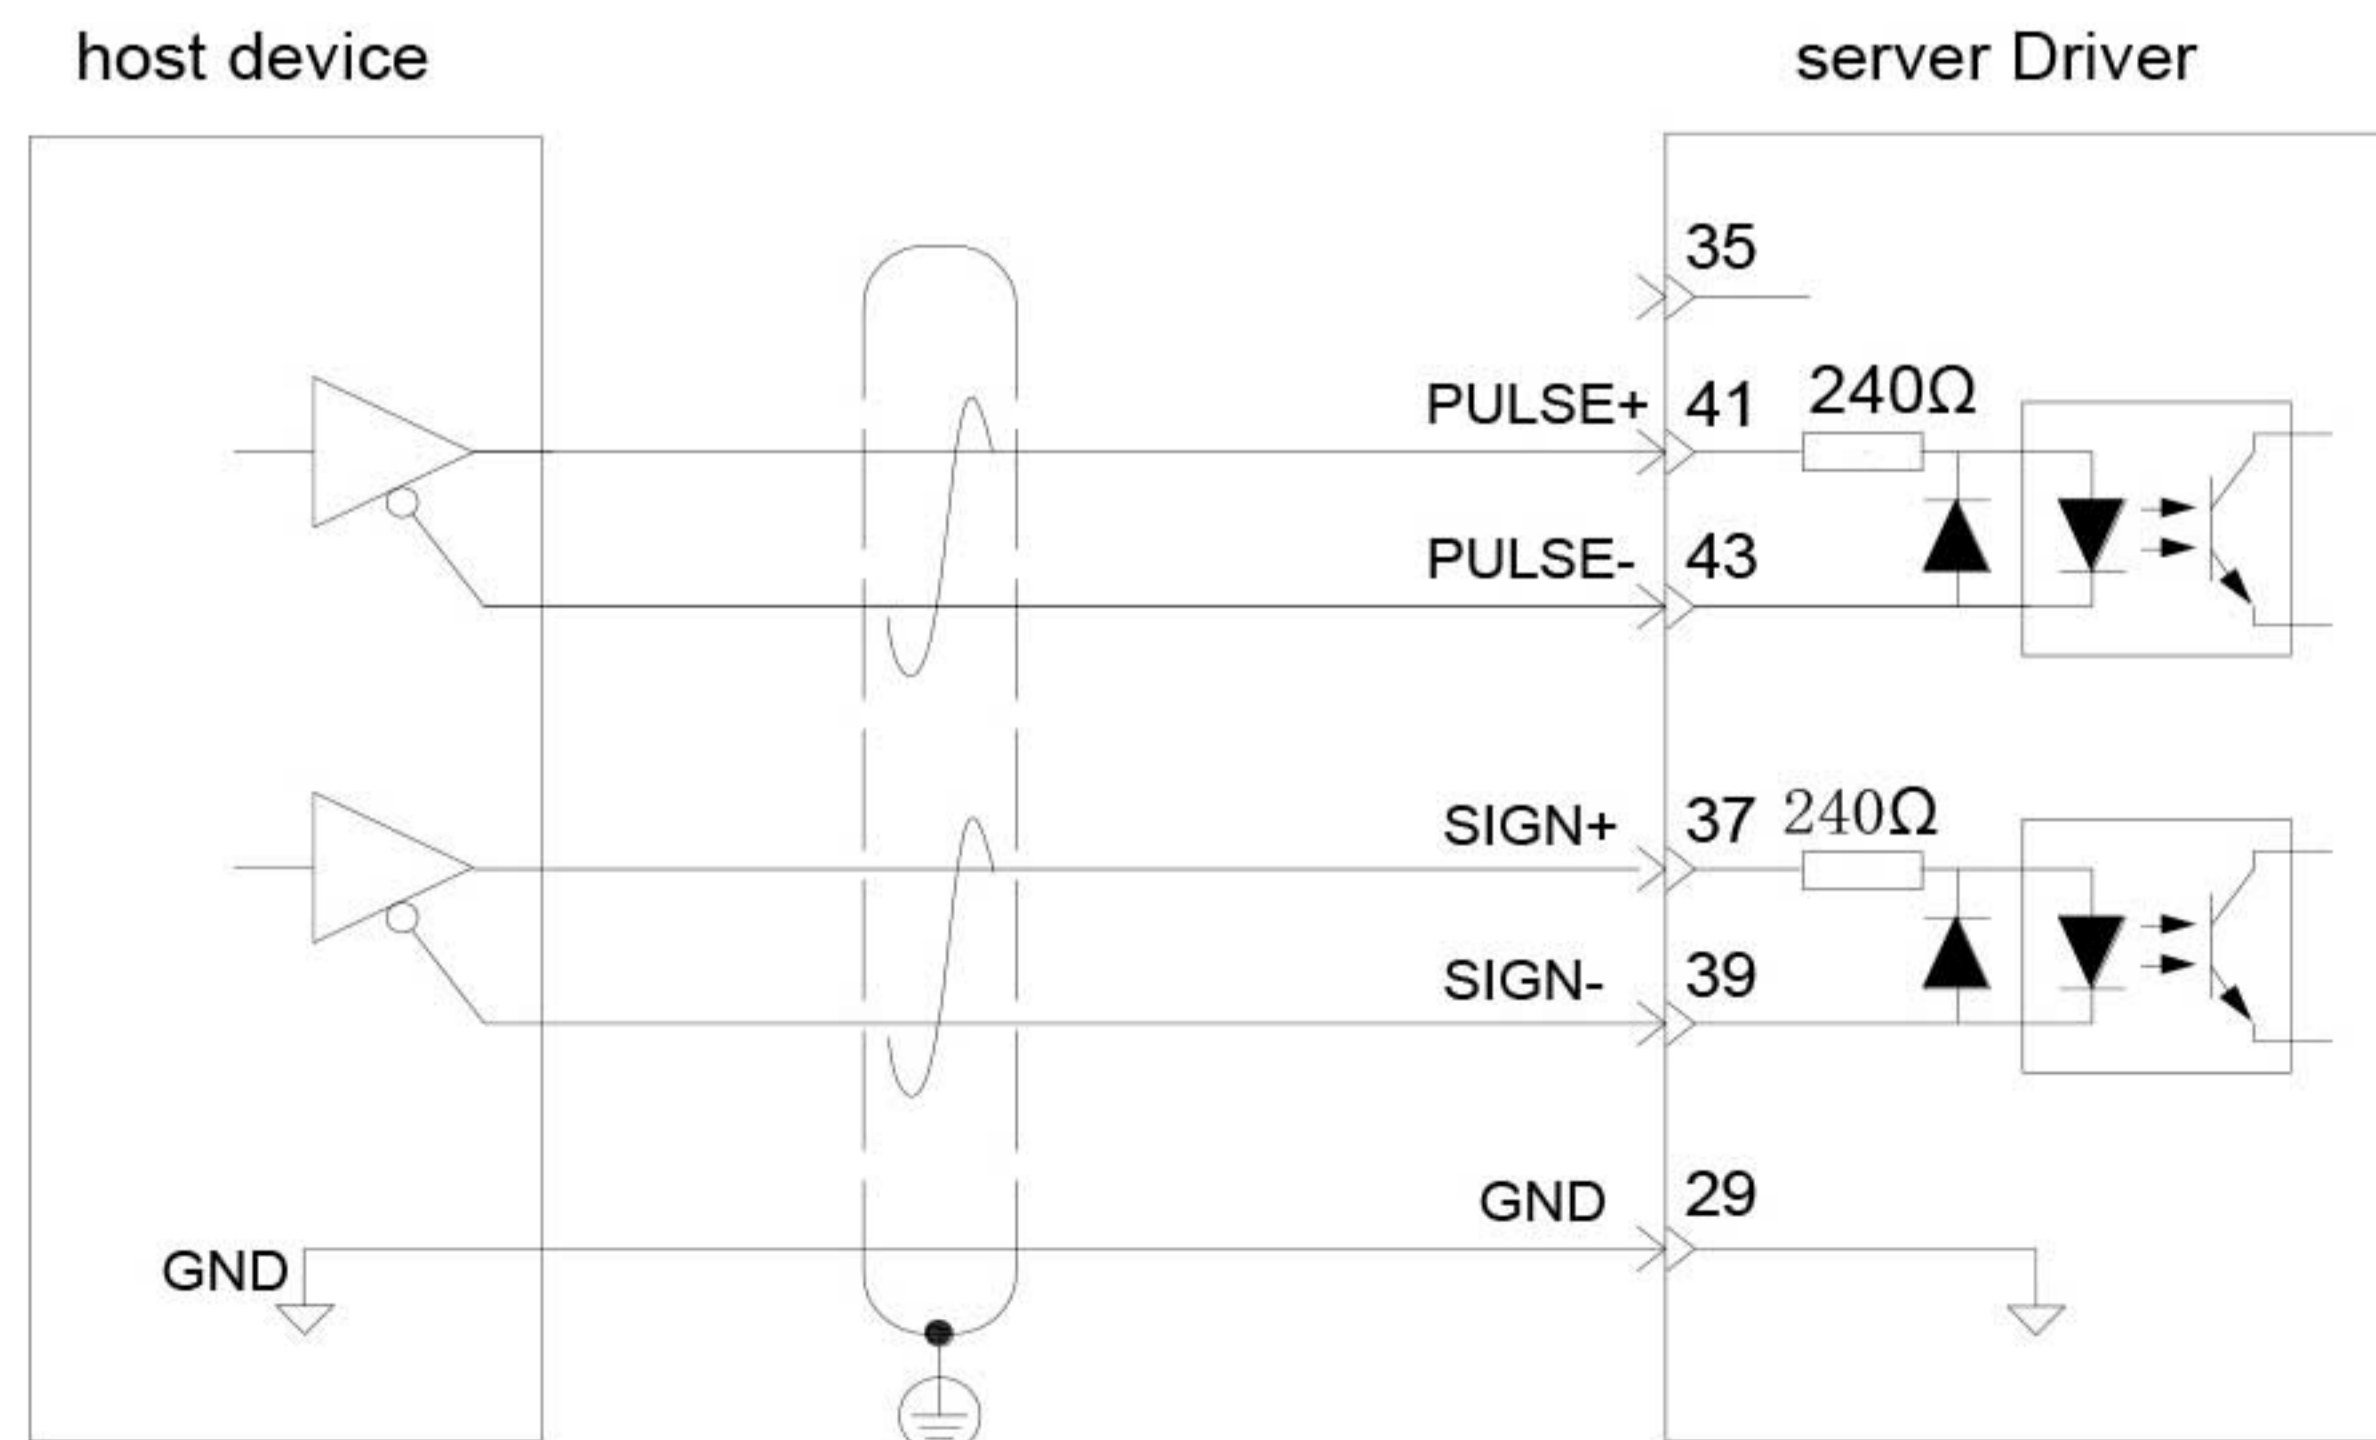 host device
server Driver
35
PULSE+ 41 240Ω
PULSE- 43
SIGN+ 37 240Ω
SIGN- 39
GND 29
GND